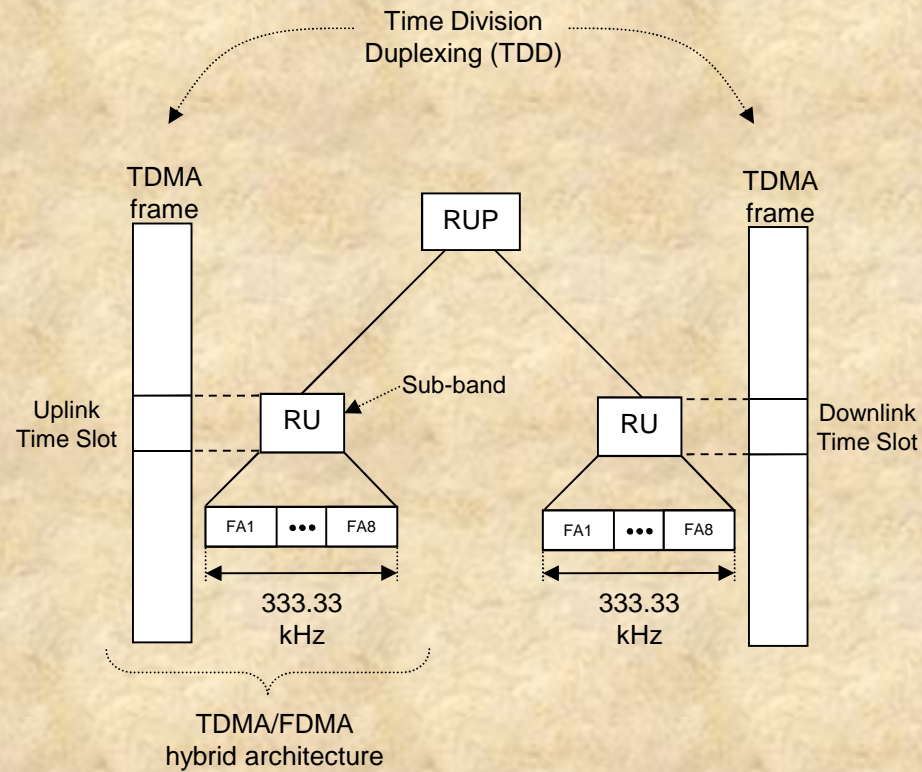 Time Division
Duplexing (TDD)
TDMA
frame
TDMA
frame
RUP
Sub-band
Uplink
Time Slot
RU
RU
Downlink
Time Slot
FA1 ••• FA8
FA1 ••• FA8
333.33
kHz
333.33
kHz
TDMA/FDMA
hybrid architecture